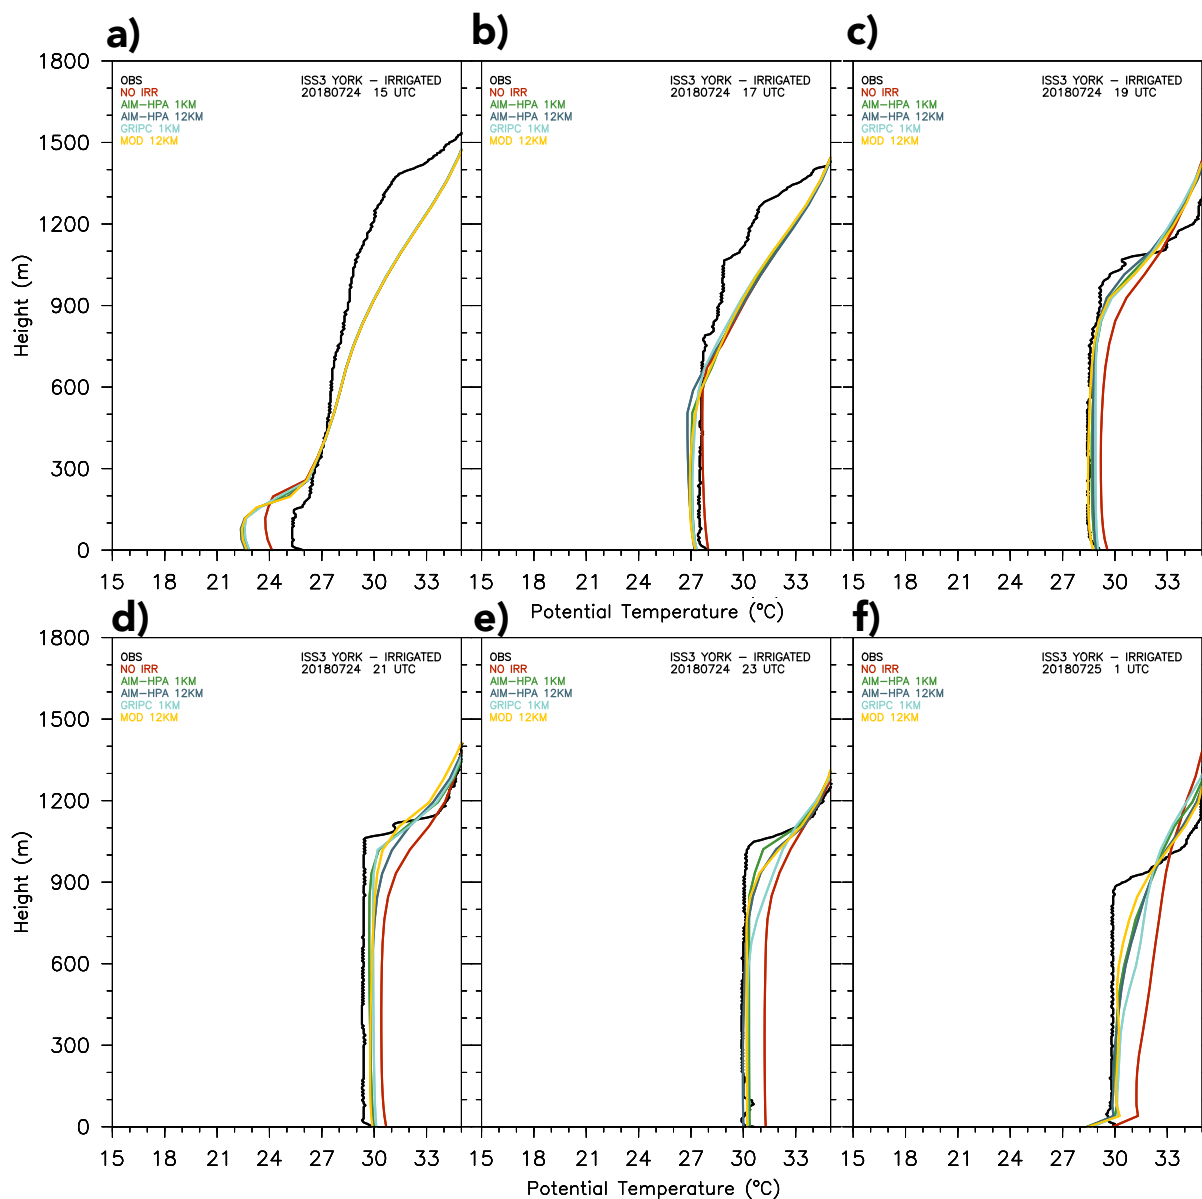 a)
b)
c)
OBS
NO IRR
AIM-HPA 1KM
AIM-HPA 12KM
GRIPC 1KM
MOD 12KM
ISS3 YORK - IRRIGATED
20180724 15 UTC
OBS
NO IRR
AIM-HPA 1KM
AIM-HPA 12KM
GRIPC 1KM
MOD 12KM
ISS3 YORK - IRRIGATED
20180724 17 UTC
OBS
NO IRR
AIM-HPA 1KM
AIM-HPA 12KM
GRIPC 1KM
MOD 12KM
ISS3 YORK - IRRIGATED
20180724 19 UTC
1800
1500
1200
900
600
300
0
Height (m)
15 18 21 24 27 30 33
15 18 21 24 27 30 33
15 18 21 24 27 30 33
Potential Temperature (°C)
d)
e)
f)
OBS
NO IRR
AIM-HPA 1KM
AIM-HPA 12KM
GRIPC 1KM
MOD 12KM
ISS3 YORK - IRRIGATED
20180724 21 UTC
OBS
NO IRR
AIM-HPA 1KM
AIM-HPA 12KM
GRIPC 1KM
MOD 12KM
ISS3 YORK - IRRIGATED
20180724 23 UTC
OBS
NO IRR
AIM-HPA 1KM
AIM-HPA 12KM
GRIPC 1KM
MOD 12KM
ISS3 YORK - IRRIGATED
20180725 1 UTC
1800
1500
1200
900
600
300
0
Height (m)
15 18 21 24 27 30 33
15 18 21 24 27 30 33
15 18 21 24 27 30 33
Potential Temperature (°C)